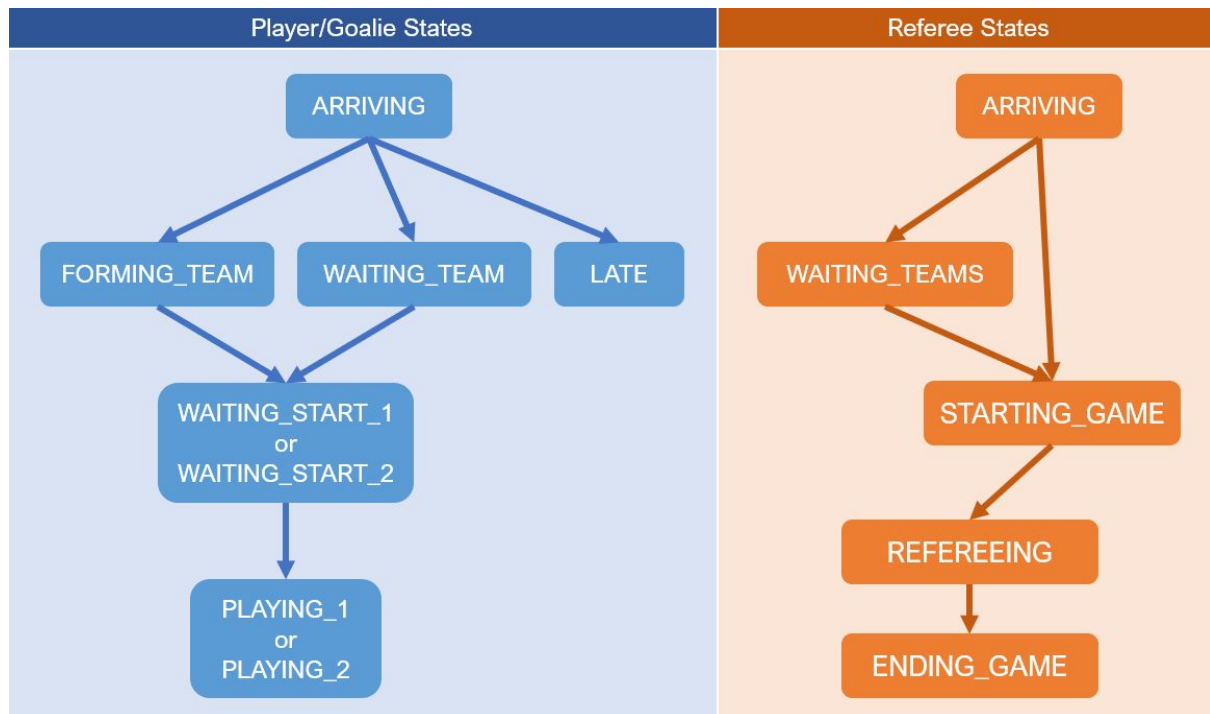 Player/Goalie States
ARRIVING
FORMING_TEAM
WAITING_TEAM
LATE
WAITING_START_1
or
WAITING_START_2
PLAYING_1
or
PLAYING_2
Referee States
ARRIVING
WAITING_TEAMS
STARTING_GAME
REFEREEING
ENDING_GAME